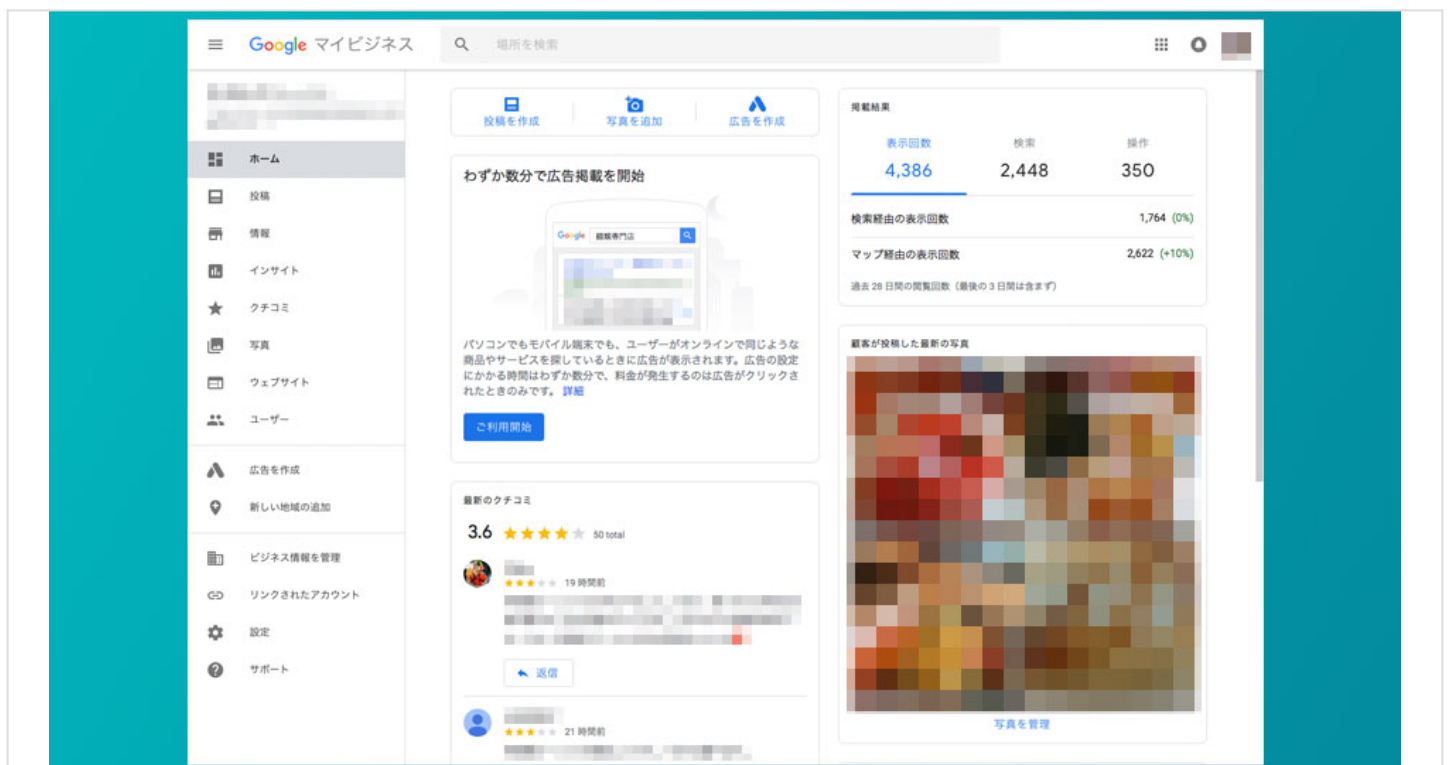 Google マイビジネス
場所を検索
ホーム
投稿
情報
インサイト
クチコミ
写真
ウェブサイト
ユーザー
広告を作成
新しい地域の追加
ビジネス情報を管理
リンクされたアカウント
設定
サポート
投稿を作成
写真を追加
広告を作成
わずか数分で広告掲載を開始
Google
パソコンでもモバイル端末でも、ユーザーがオンラインで同じような
商品やサービスを探しているときに広告が表示されます。広告の設定
にかかる時間はわずか数分で、料金が発生するのは広告がクリックさ
れたときのみです。 詳細
ご利用開始
最新のクチコミ
3.6 50 total
19 時間前
返信
21 時間前
掲載結果
表示回数 検索 操作
4,386 2,448 350
検索経由の表示回数 1,764 (0%)
マップ経由の表示回数 2,622 (+10%)
過去 28 日間の閲覧回数（最後の 3 日間は含まず）
顧客が投稿した最新の写真
写真を管理